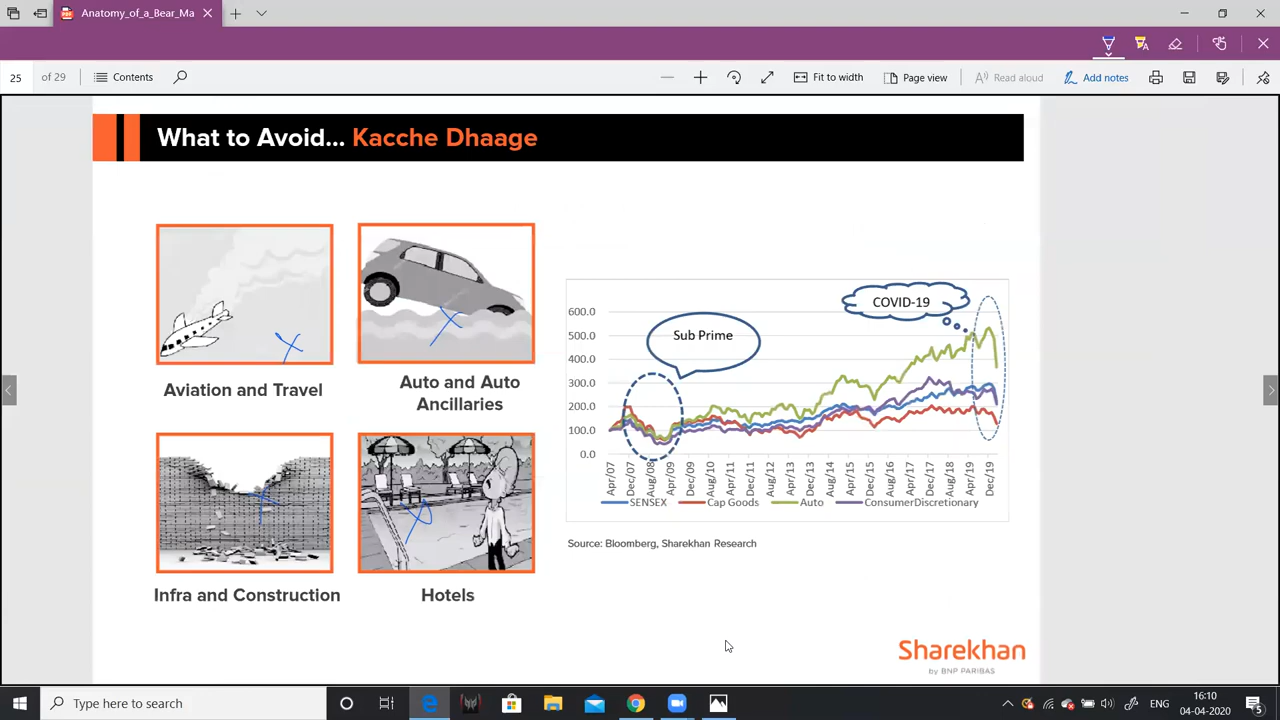 Anatomy_of_a_Bear_Ma
25 of 29
Contents
Fit to width
Page view
Read aloud
Add notes
What to Avoid... Kacche Dhaage
Aviation and Travel
Auto and Auto
Ancillaries
Infra and Construction
Hotels
COVID-19
Sub Prime
600.0
500.0
400.0
300.0
200.0
100.0
0.0
Apr/07
Dec/07
Aug/08
Apr/09
Dec/09
Aug/10
Apr/11
Dec/11
Aug/12
Apr/13
Dec/13
Aug/14
Apr/15
Dec/15
Aug/16
Apr/17
Dec/17
Aug/18
Apr/19
Dec/19
SENSEX Cap Goods Auto ConsumerDiscretionary
Source: Bloomberg, Sharekhan Research
Sharekhan
by BNP PARIBAS
Type here to search
ENG
16:10
04-04-2020
5